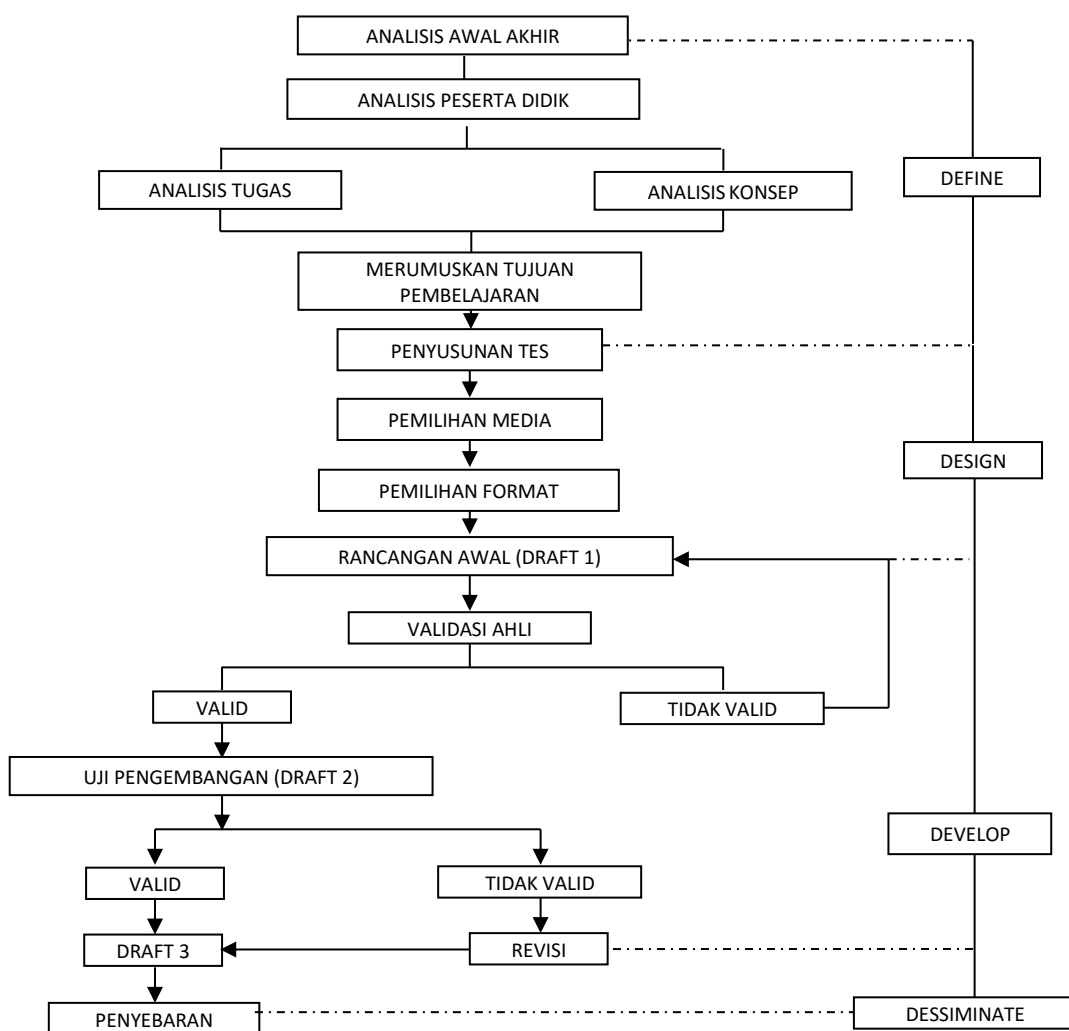 ANALISIS AWAL AKHIR
ANALISIS PESERTA DIDIK
ANALISIS TUGAS
ANALISIS KONSEP
DEFINE
MERUMUSKAN TUJUAN
PEMBELAJARAN
PENYUSUNAN TES
PEMILIHAN MEDIA
DESIGN
PEMILIHAN FORMAT
RANCANGAN AWAL (DRAFT 1)
VALIDASI AHLI
VALID
TIDAK VALID
UJI PENGEMBANGAN (DRAFT 2)
DEVELOP
VALID
TIDAK VALID
DRAFT 3
REVISI
PENYEBARAN
DESSIMINATE